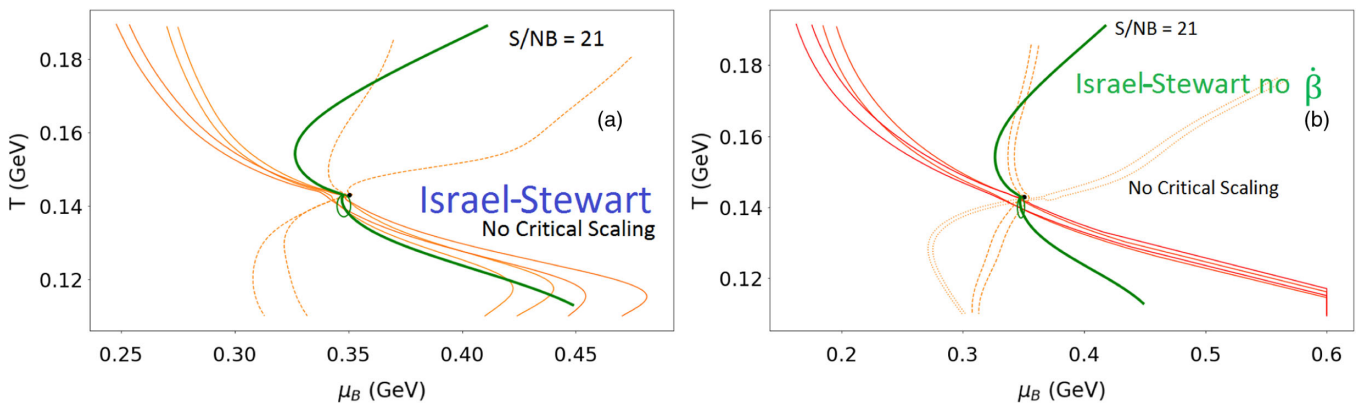 S/NB = 21
0.18
0.16
0.14
0.12
T (GeV)
(a)
Israel-Stewart
No Critical Scaling
0.25
0.30
0.35
0.40
0.45
μB (GeV)
S/NB = 21
0.18
0.16
0.14
0.12
T (GeV)
Israel-Stewart no β̇
(b)
No Critical Scaling
0.2
0.3
0.4
0.5
0.6
μB (GeV)